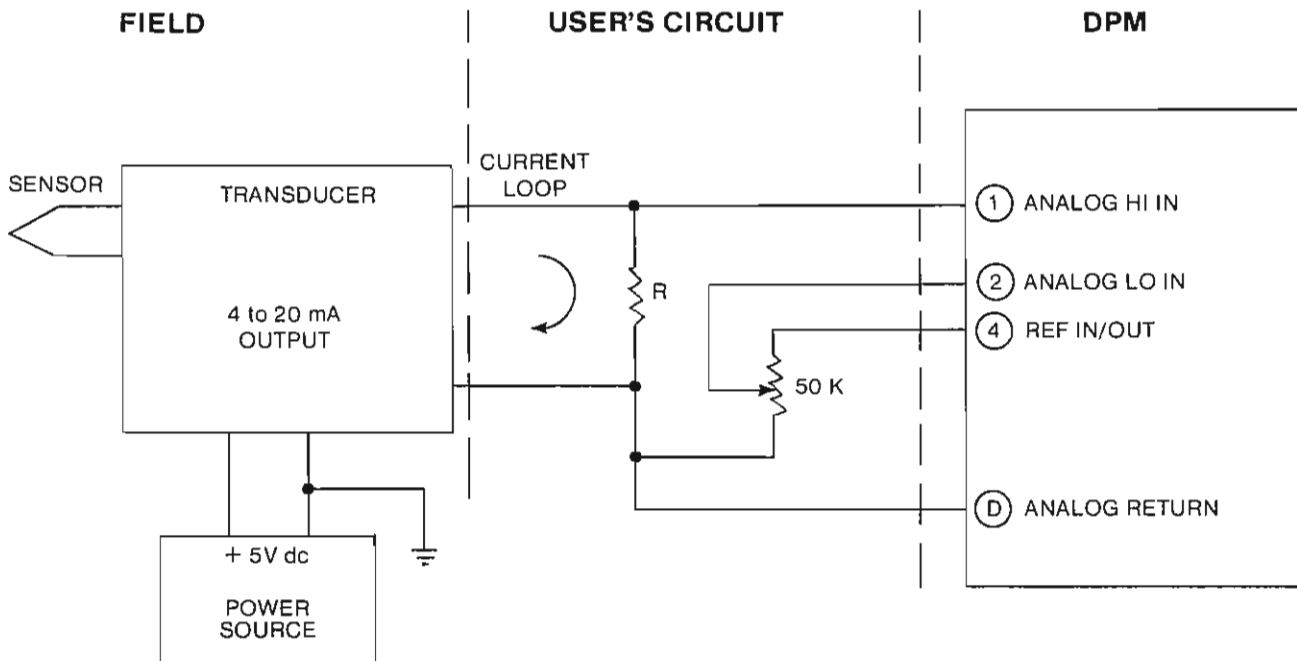 FIELD
USER'S CIRCUIT
DPM
SENSOR
TRANSDUCER
4 to 20 mA
OUTPUT
CURRENT
LOOP
R
50 K
1 ANALOG HI IN
2 ANALOG LO IN
4 REF IN/OUT
D ANALOG RETURN
+ 5V dc
POWER
SOURCE